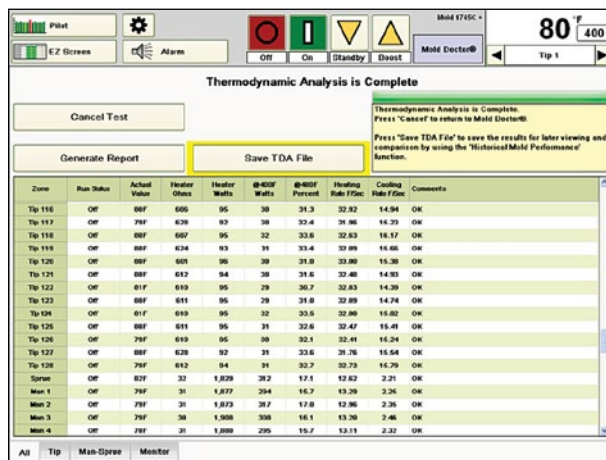 Pilot
EZ Screen
Alarm
Off
On
Standby
Boost
Mold 1745C
Mold Doctor®
80 °F
400
Tip 1
Thermodynamic Analysis is Complete
Cancel Test
Generate Report
Save TDA File
Thermodynamic Analysis is Complete.
Press 'Cancel' to return to Mold Doctor®.
Press 'Save TDA File' to save the results for later viewing and
comparison by using the 'Historical Mold Performance'
function.
Zone Run Status Actual Value Heater Ohms Heater Watts @400F Watts @400F Percent Heating Rate F/Sec Cooling Rate F/Sec Comments
Tip 116 Off 80F 605 95 30 31.3 32.92 14.94 OK
Tip 117 Off 79F 628 92 30 32.4 31.86 15.23 OK
Tip 118 Off 80F 607 95 32 33.6 32.63 16.17 OK
Tip 119 Off 80F 624 93 31 33.4 32.09 15.66 OK
Tip 120 Off 80F 601 96 30 31.0 33.00 15.38 OK
Tip 121 Off 80F 612 94 30 31.6 32.48 14.93 OK
Tip 122 Off 81F 610 95 29 30.7 32.83 14.39 OK
Tip 123 Off 80F 611 95 29 31.0 32.89 14.74 OK
Tip 124 Off 81F 610 95 32 33.5 32.00 15.02 OK
Tip 125 Off 80F 611 95 31 32.6 32.47 15.41 OK
Tip 126 Off 79F 610 95 30 32.1 32.41 15.24 OK
Tip 127 Off 80F 628 92 31 33.6 31.76 15.54 OK
Tip 128 Off 79F 612 94 31 32.7 32.73 15.79 OK
Sprue Off 82F 32 1,829 312 17.1 12.62 2.21 OK
Man 1 Off 79F 31 1,877 294 15.7 13.29 2.26 OK
Man 2 Off 79F 31 1,873 317 17.0 12.96 2.35 OK
Man 3 Off 79F 30 1,908 308 16.1 13.20 2.46 OK
Man 4 Off 79F 31 1,880 295 15.7 13.11 2.32 OK
All
Tip
Man-Sprue
Monitor